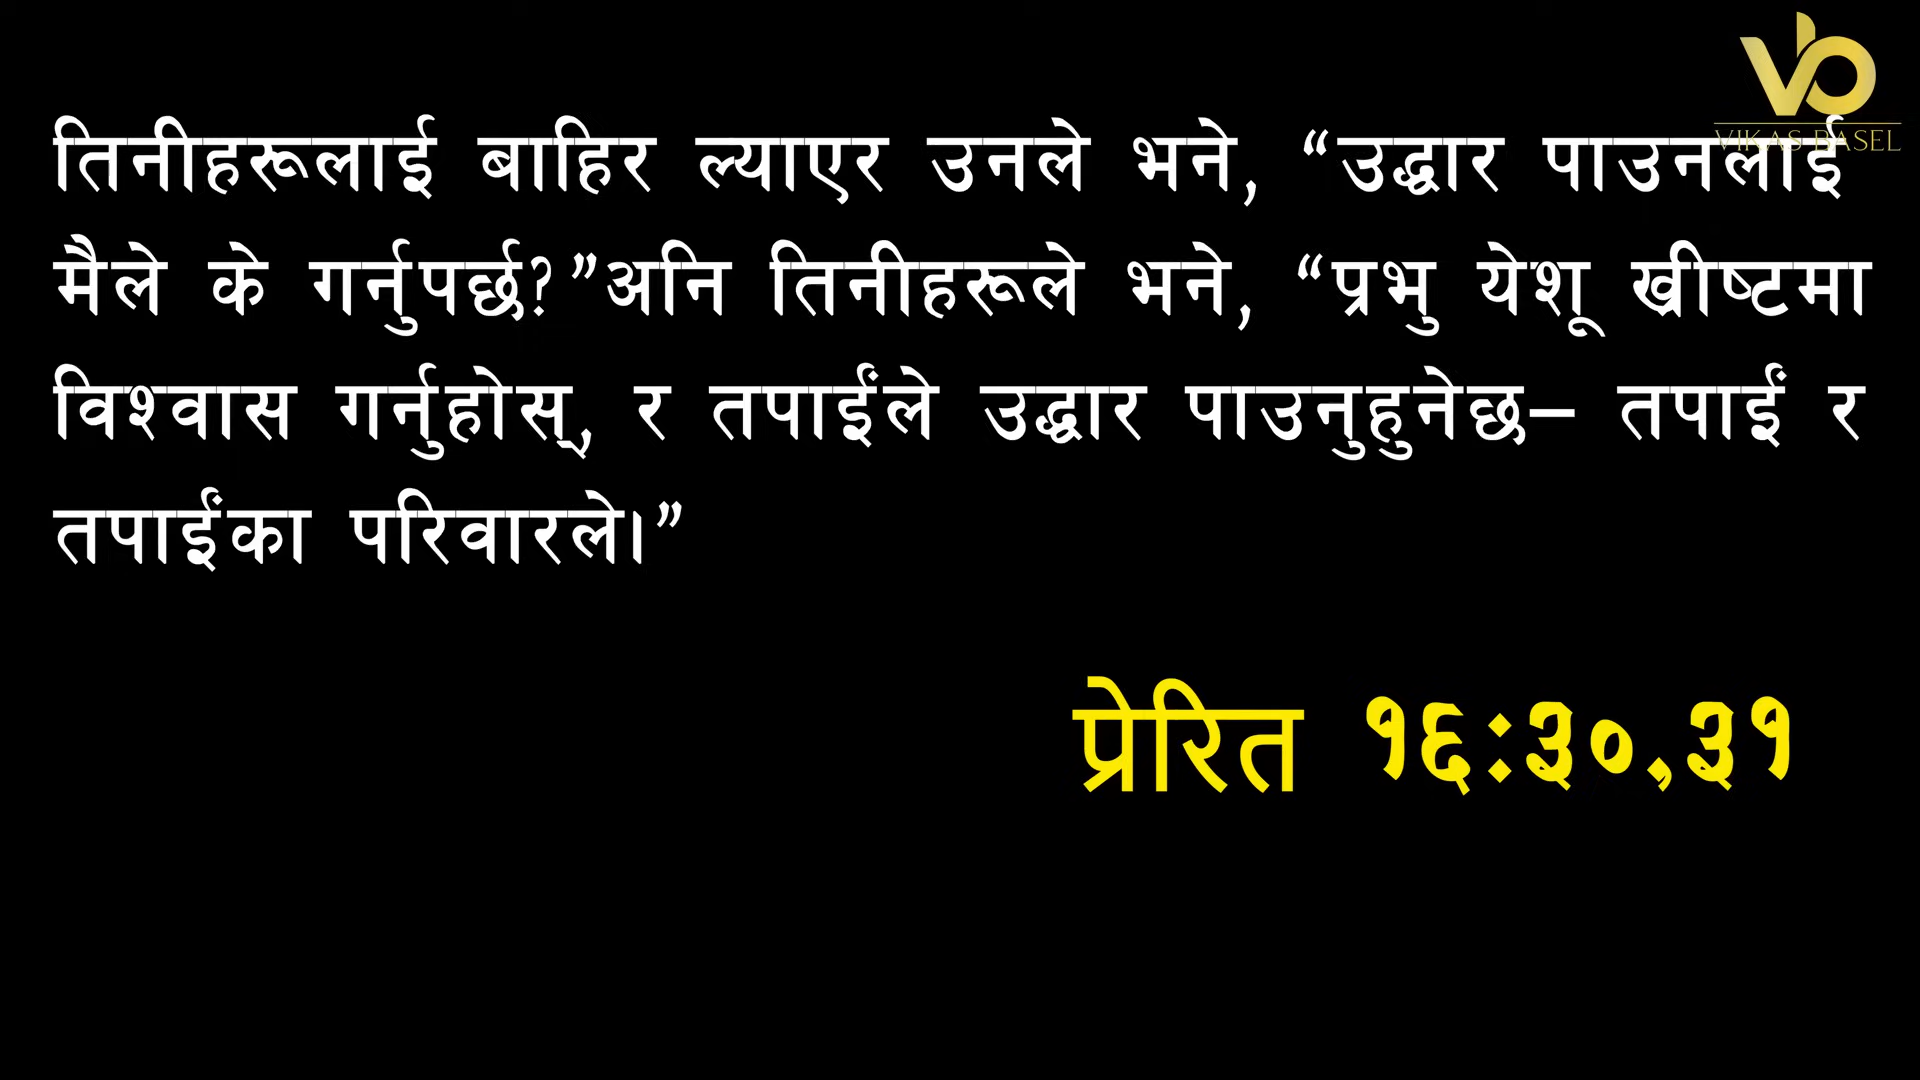 VIKAS BASEL
तिनीहरूलाई बाहिर ल्याएर उनले भने, “उद्धार पाउनलाई
मैले के गर्नुपर्छ?”अनि तिनीहरूले भने, “प्रभु येशू ख्रीष्टमा
विश्वास गर्नुहोस्, र तपाईंले उद्धार पाउनुहुनेछ– तपाईं र
तपाईंका परिवारले।”
प्रेरित १६:३०,३१